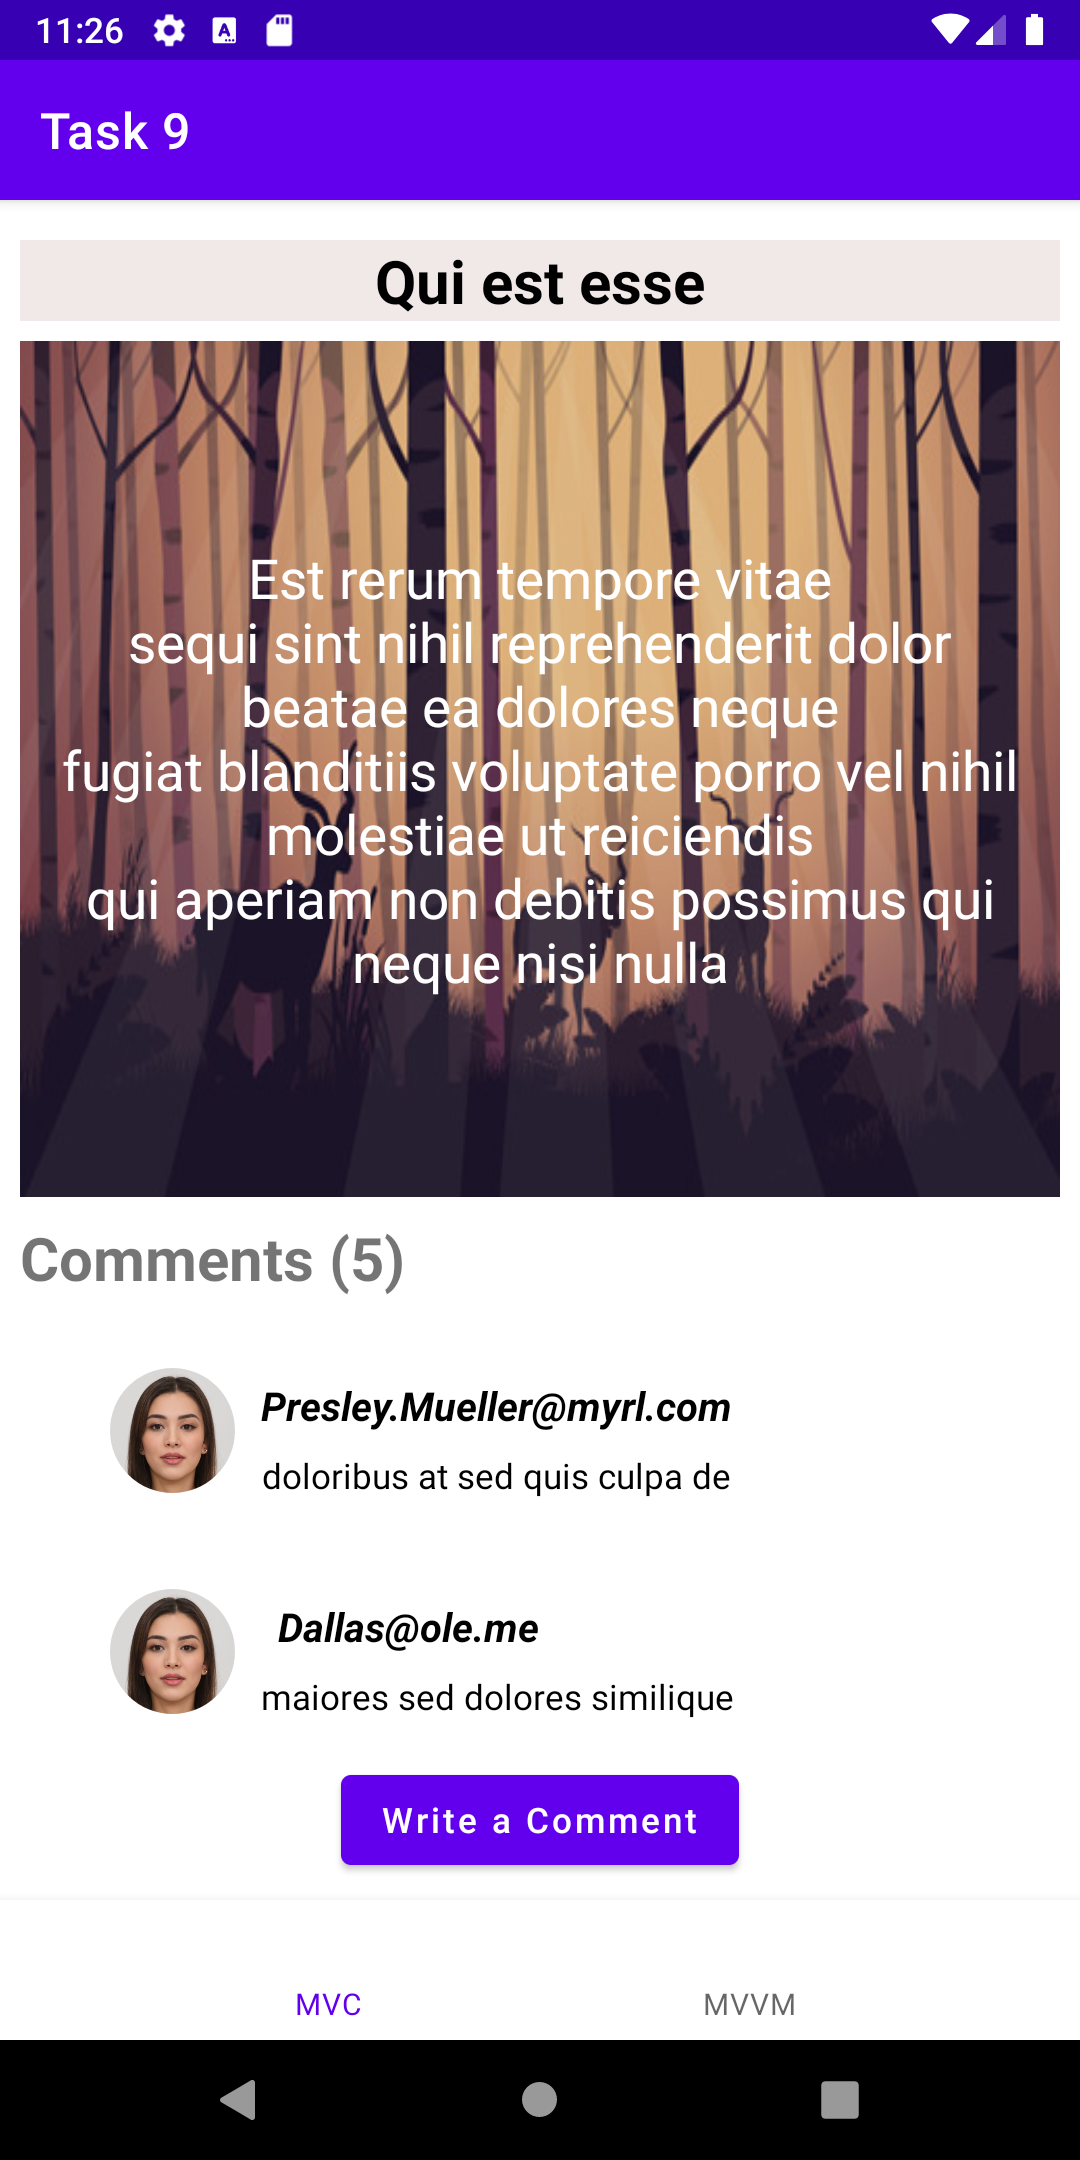 11:26
Task 9
Qui est esse
Est rerum tempore vitae
sequi sint nihil reprehenderit dolor
beatae ea dolores neque
fugiat blanditiis voluptate porro vel nihil
molestiae ut reiciendis
qui aperiam non debitis possimus qui
neque nisi nulla
Comments (5)
Presley.Mueller@myrl.com
doloribus at sed quis culpa de
Dallas@ole.me
maiores sed dolores similique
Write a Comment
MVC
MVVM